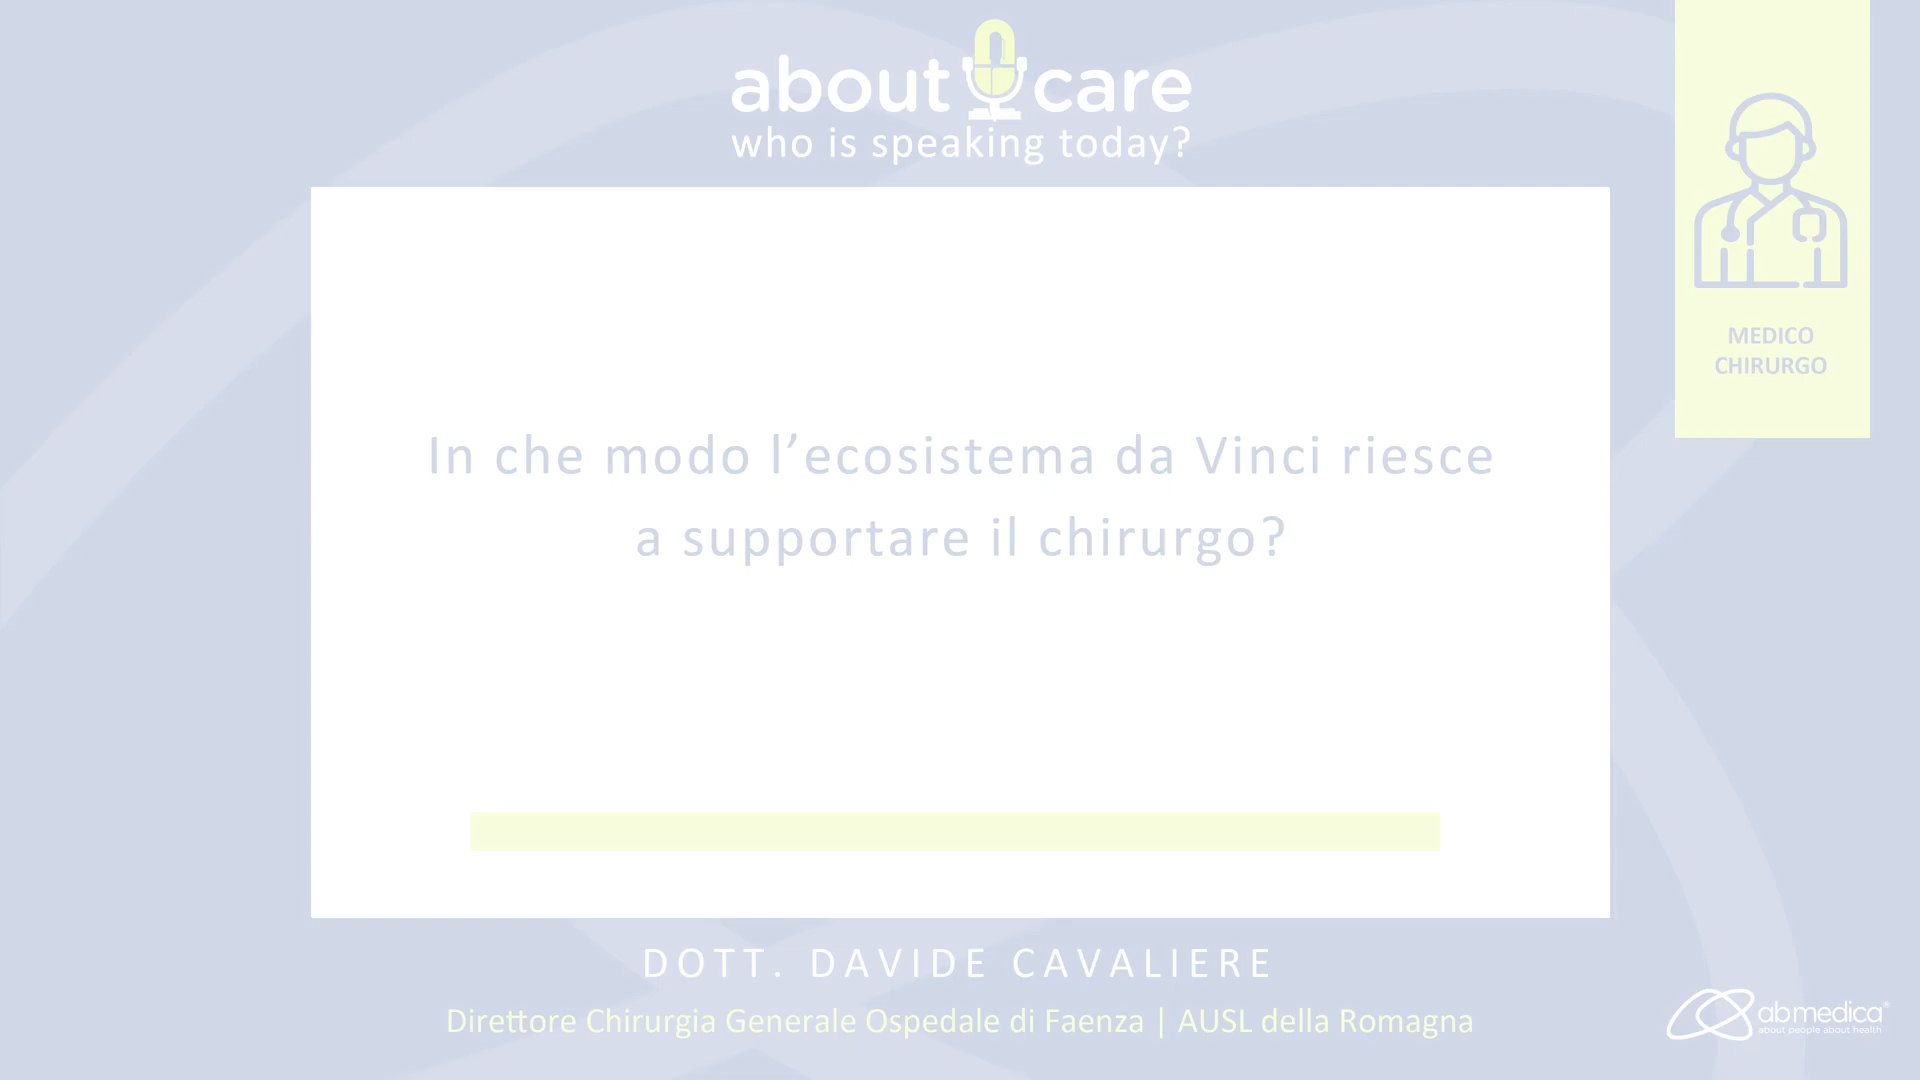 about care
who is speaking today?
MEDICO
CHIRURGO
In che modo l’ecosistema da Vinci riesce
a supportare il chirurgo?
DOTT. DAVIDE CAVALIERE
Direttore Chirurgia Generale Ospedale di Faenza | AUSL della Romagna
abmedica®
about people about health